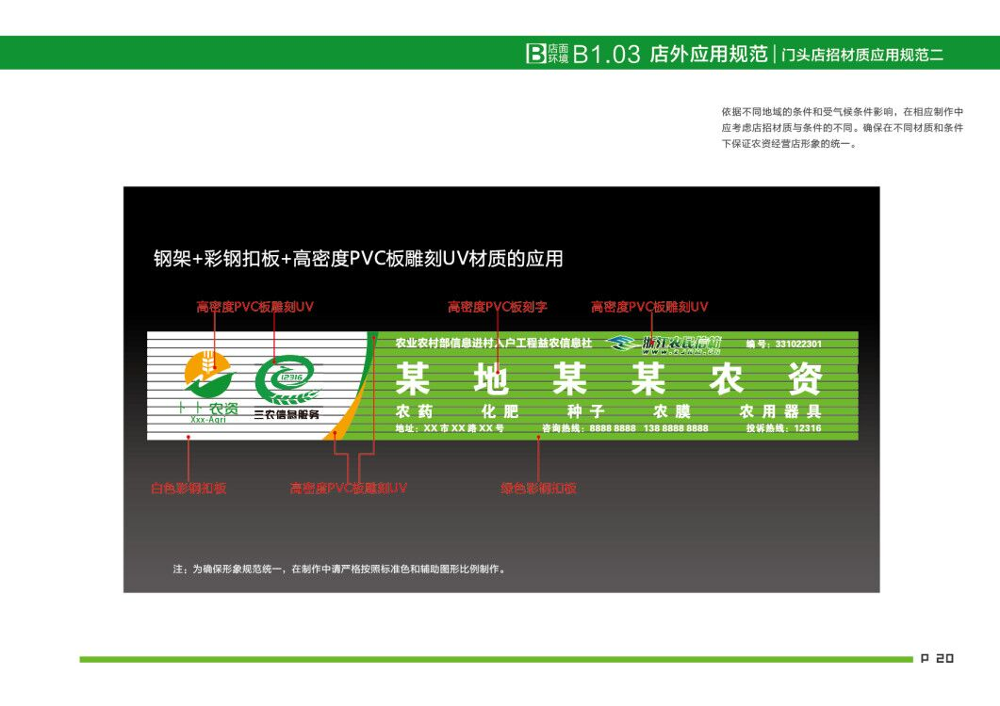 B 店面环境 B1.03 店外应用规范 | 门头店招材质应用规范二
依据不同地域的条件和受气候条件影响，在相应制作中
应考虑店招材质与条件的不同。确保在不同材质和条件
下保证农资经营店形象的统一。
钢架+彩钢扣板+高密度PVC板雕刻UV材质的应用
高密度PVC板雕刻UV
高密度PVC板刻字
高密度PVC板雕刻UV
农业农村部信息进村入户工程益农信息社
浙江农民信箱
编号：331022301
12316
卜卜农资
Xxx-Agri
三农信息服务
某地某某农资
农药 化肥 种子 农膜 农用器具
地址：XX市XX路XX号 咨询热线：8888 8888 138 8888 8888 投诉热线：12316
白色彩钢扣板
高密度PVC板雕刻UV
绿色彩钢扣板
注：为确保形象规范统一，在制作中请严格按照标准色和辅助图形比例制作。
P 20